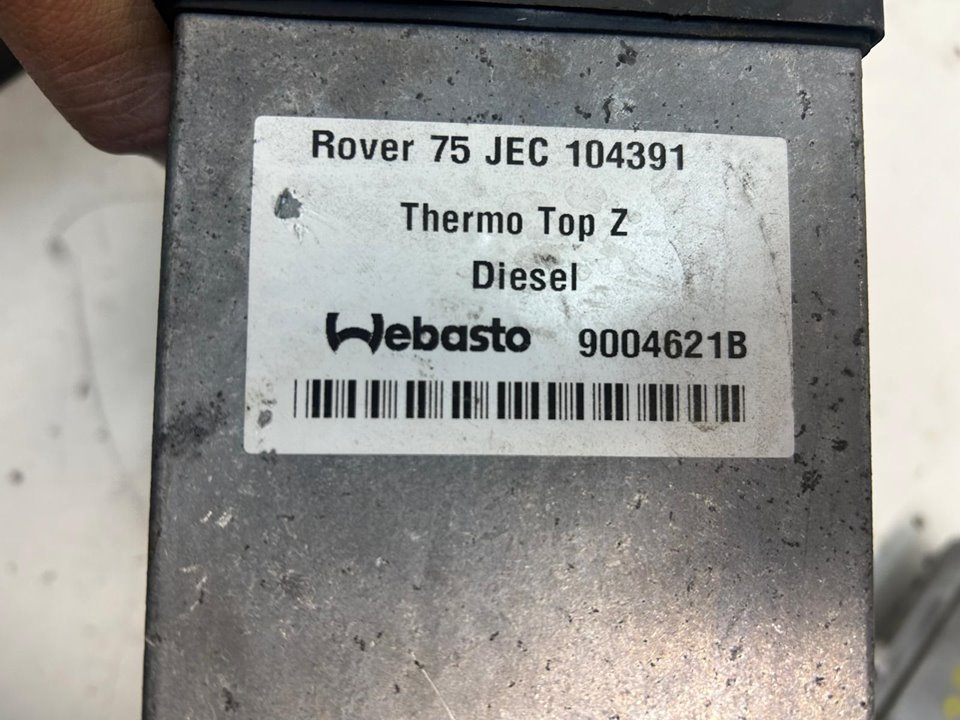 Rover 75 JEC 104391
Thermo Top Z
Diesel
Webasto 9004621B